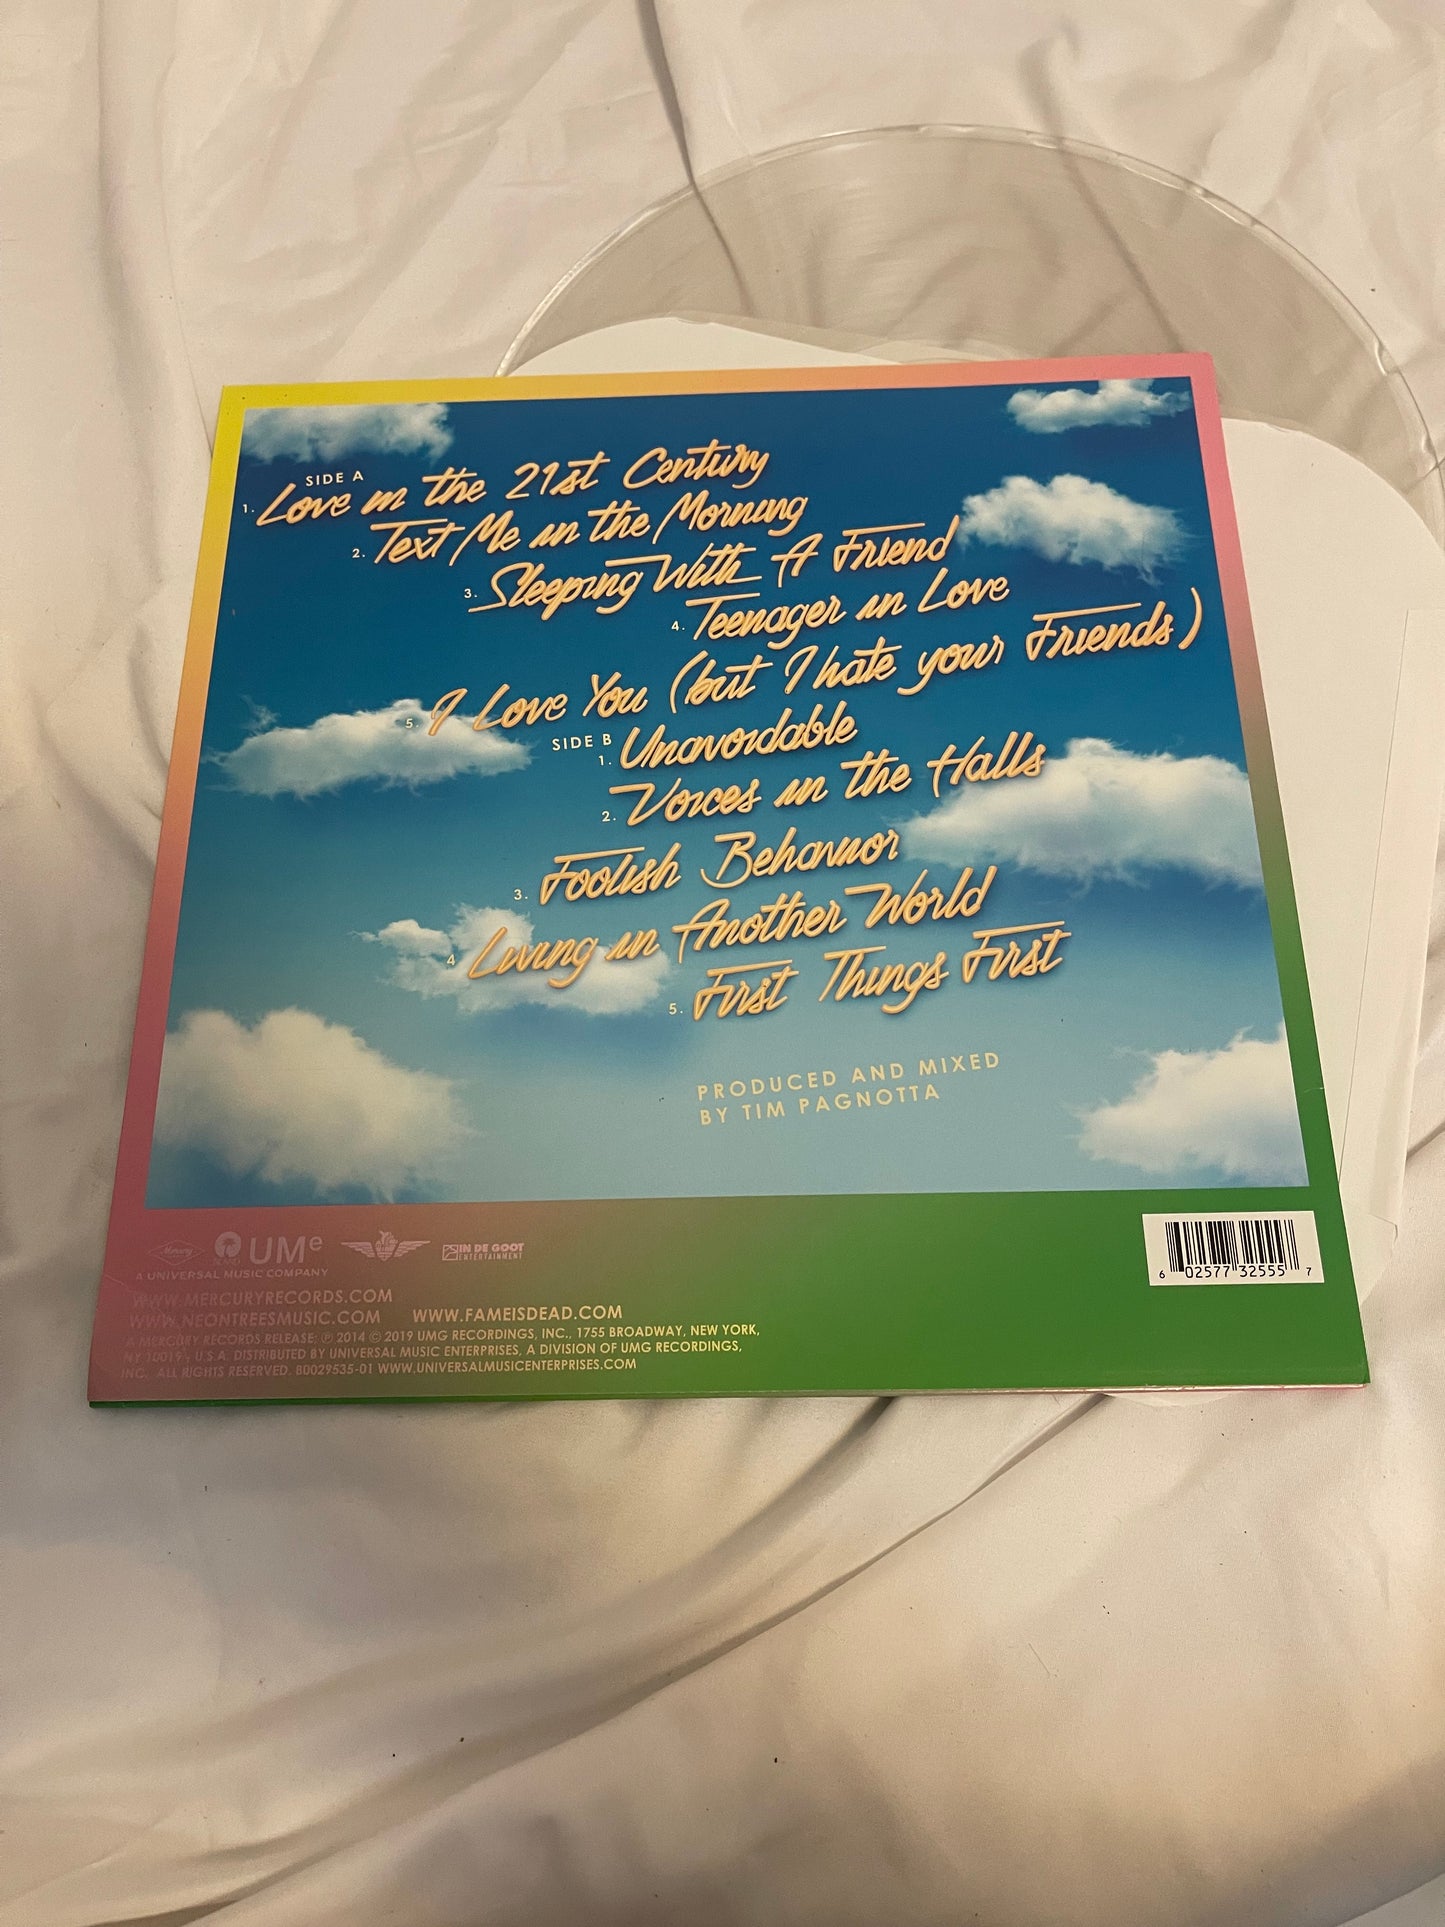 SIDE A
1. Love in the 21st Century
2. Text Me in the Morning
3. Sleeping With A Friend
4. Teenager in Love
5. I Love You (but I hate your Friends)
SIDE B
1. Unavoidable
2. Voices in the Halls
3. Foolish Behavior
4 Living in Another World
5. First Things First
PRODUCED AND MIXED
BY TIM PAGNOTTA
Mercury ISLAND UMe IN DE GOOT
ENTERTAINMENT
A UNIVERSAL MUSIC COMPANY
WWW.MERCURYRECORDS.COM
WWW.NEONTREESMUSIC.COM WWW.FAMEISDEAD.COM
A MERCURY RECORDS RELEASE; ℗ 2014 © 2019 UMG RECORDINGS, INC., 1755 BROADWAY, NEW YORK,
NY 10019, U.S.A. DISTRIBUTED BY UNIVERSAL MUSIC ENTERPRISES, A DIVISION OF UMG RECORDINGS,
INC. ALL RIGHTS RESERVED. B0029535-01 WWW.UNIVERSALMUSICENTERPRISES.COM
6 02577 32555 7